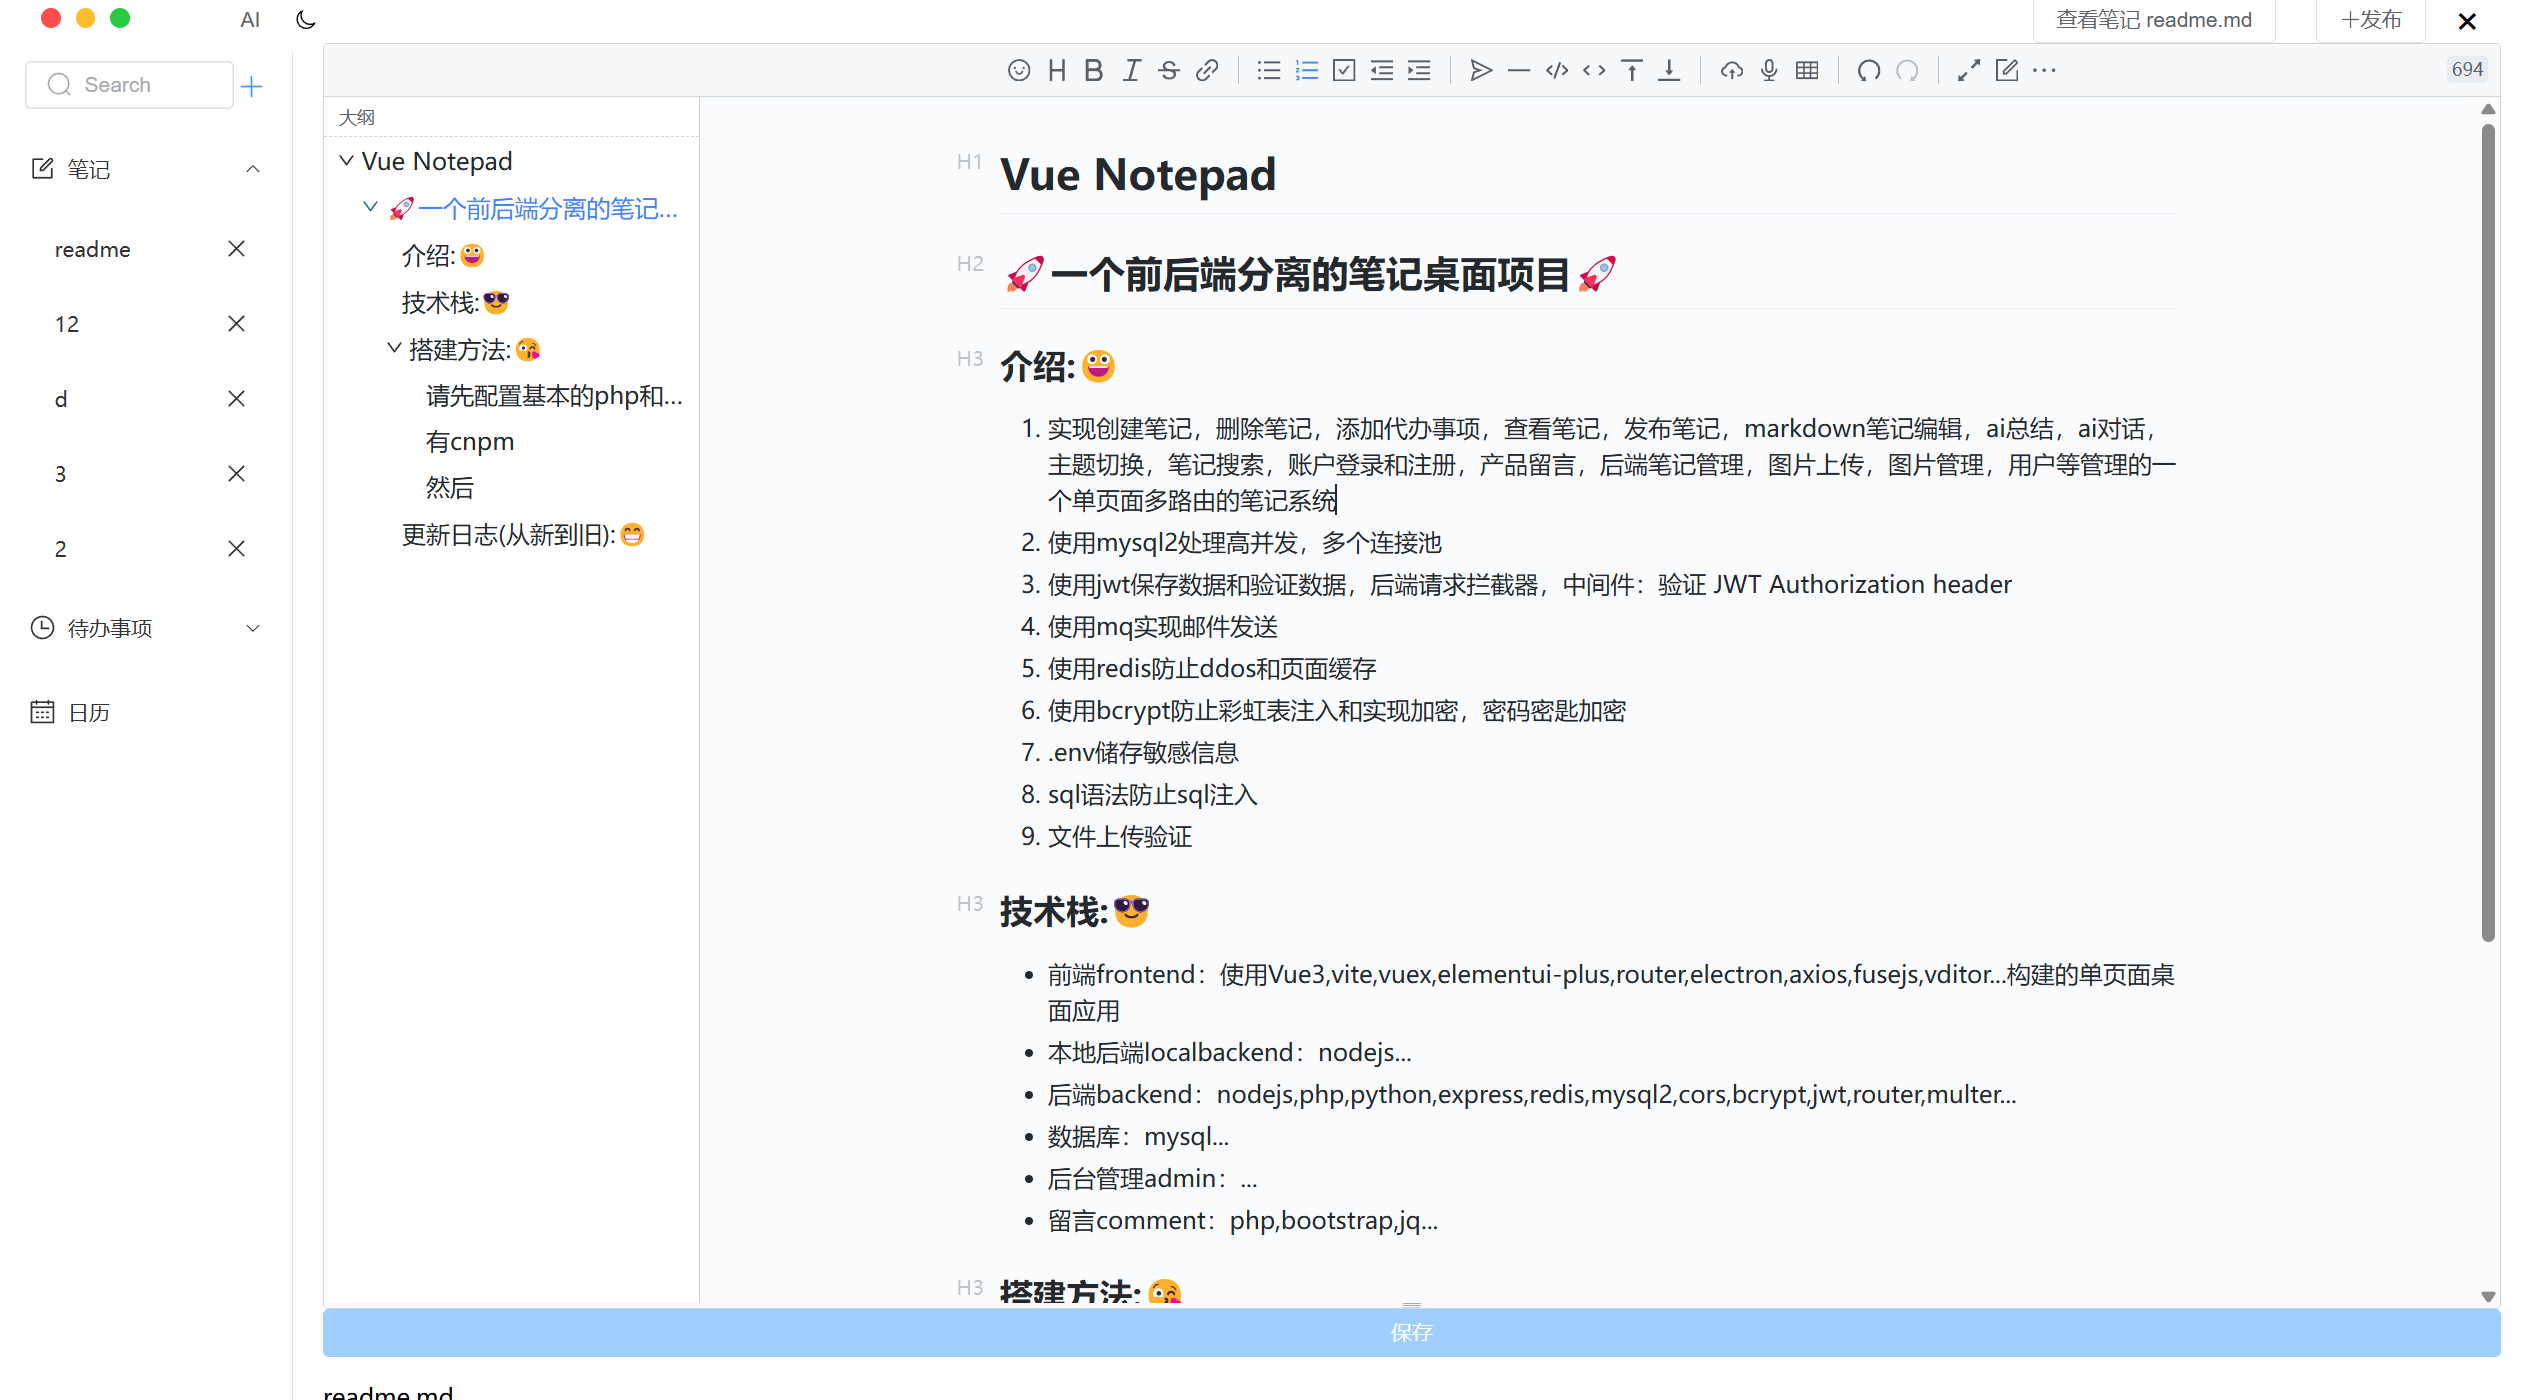 AI
查看笔记 readme.md
+发布
Search
694
大纲
笔记
readme
12
d
3
2
待办事项
日历
Vue Notepad
🚀一个前后端分离的笔记...
介绍:😀
技术栈:😎
搭建方法:😘
请先配置基本的php和...
有cnpm
然后
更新日志(从新到旧):😁
H1
Vue Notepad
H2
🚀一个前后端分离的笔记桌面项目🚀
H3
介绍:😀
1. 实现创建笔记，删除笔记，添加代办事项，查看笔记，发布笔记，markdown笔记编辑，ai总结，ai对话，
主题切换，笔记搜索，账户登录和注册，产品留言，后端笔记管理，图片上传，图片管理，用户等管理的一
个单页面多路由的笔记系统
2. 使用mysql2处理高并发，多个连接池
3. 使用jwt保存数据和验证数据，后端请求拦截器，中间件：验证 JWT Authorization header
4. 使用mq实现邮件发送
5. 使用redis防止ddos和页面缓存
6. 使用bcrypt防止彩虹表注入和实现加密，密码密匙加密
7. .env储存敏感信息
8. sql语法防止sql注入
9. 文件上传验证
H3
技术栈:😎
• 前端frontend：使用Vue3,vite,vuex,elementui-plus,router,electron,axios,fusejs,vditor...构建的单页面桌
面应用
• 本地后端localbackend：nodejs...
• 后端backend：nodejs,php,python,express,redis,mysql2,cors,bcrypt,jwt,router,multer...
• 数据库：mysql...
• 后台管理admin：...
• 留言comment：php,bootstrap,jq...
H3
搭建方法:😘
保存
readme.md